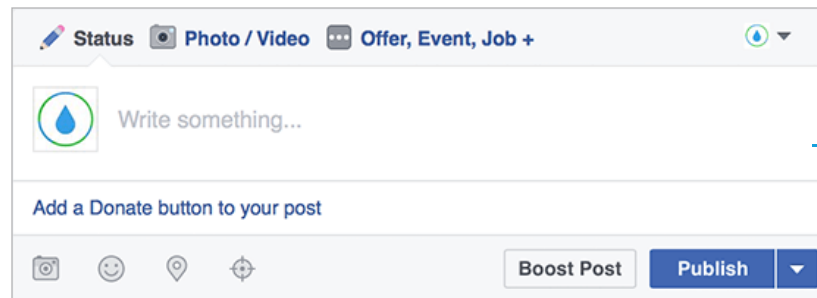 Status Photo / Video Offer, Event, Job +
Write something...
Add a Donate button to your post
Boost Post Publish